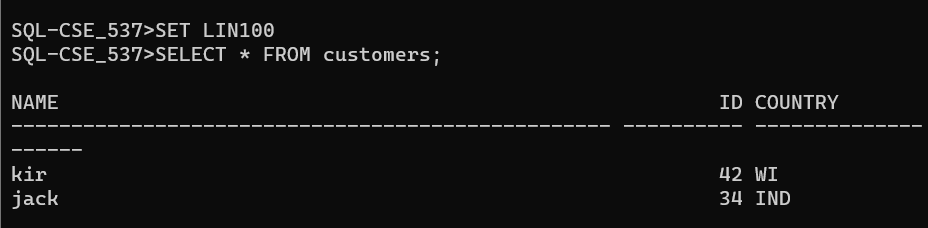 SQL-CSE_537>SET LIN100
SQL-CSE_537>SELECT * FROM customers;
NAME                                                       ID COUNTRY
-------------------------------------------------- ---------- --------------
------
kir                                                        42 WI
jack                                                       34 IND